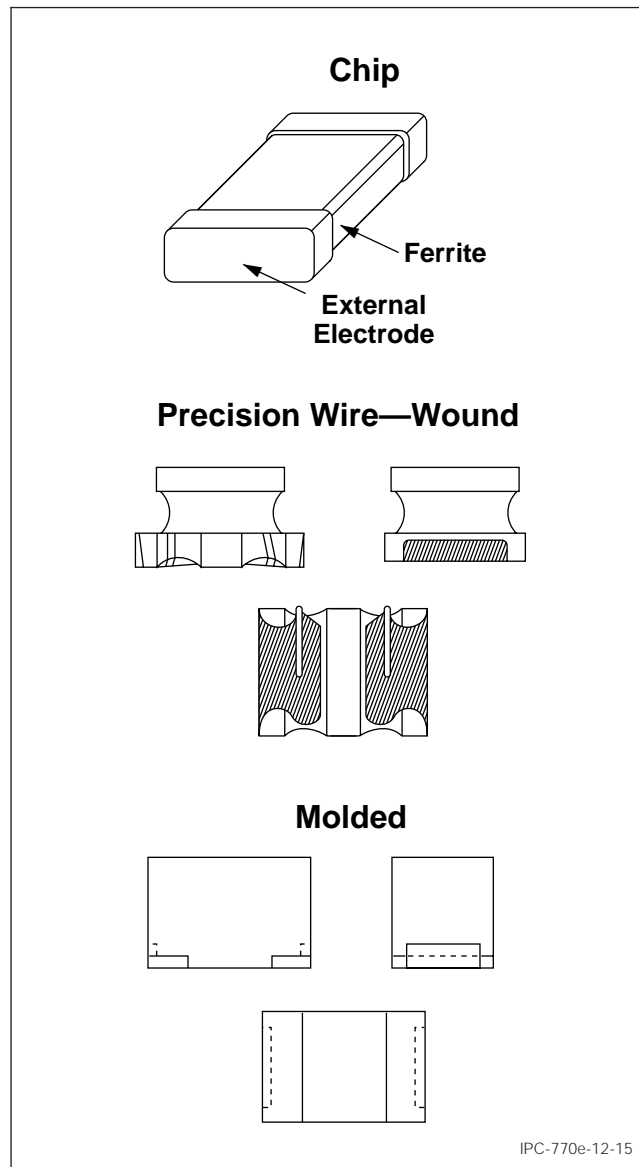 Chip
Ferrite
External
Electrode
Precision Wire—Wound
Molded
IPC-770e-12-15